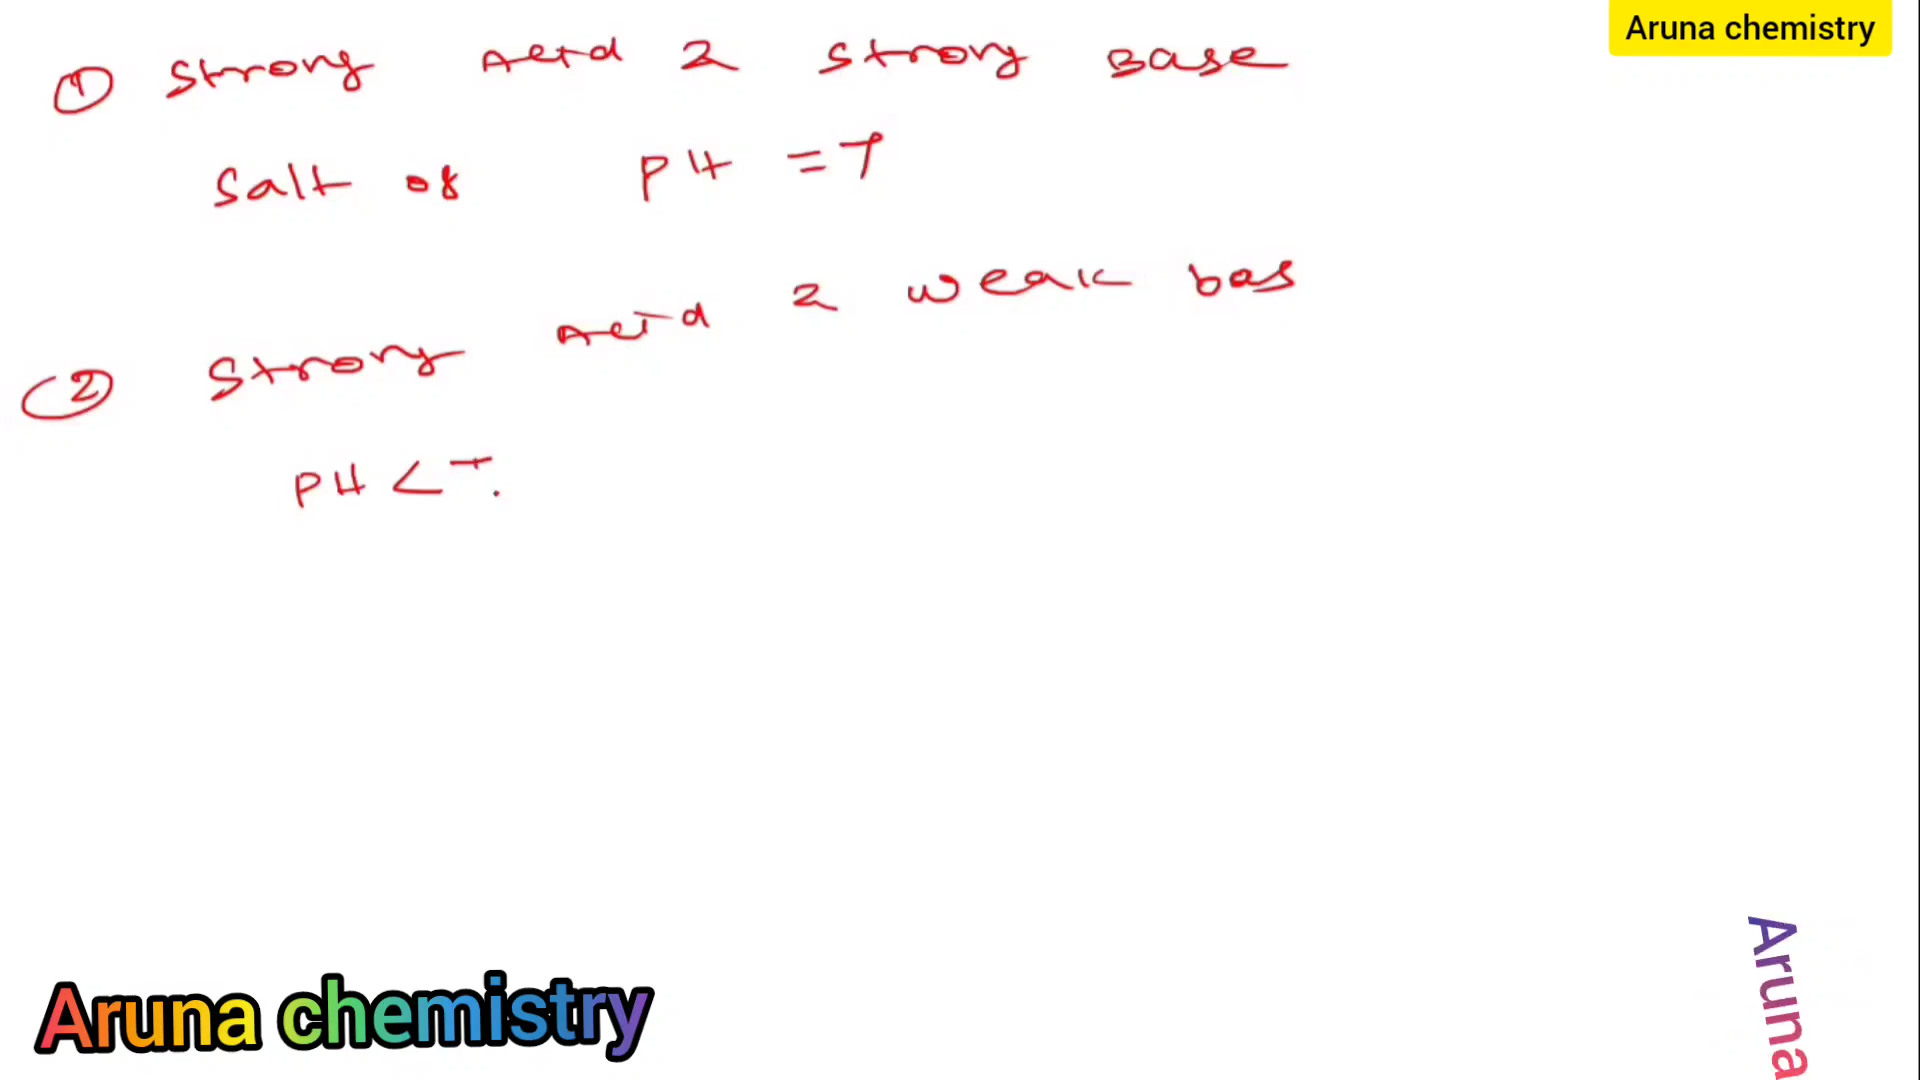 Aruna chemistry
① Strong Acid & Strong Base
Salt of PH = 7
② Strong Acid & weak bas
PH < 7.
Aruna chemistry
Aruna